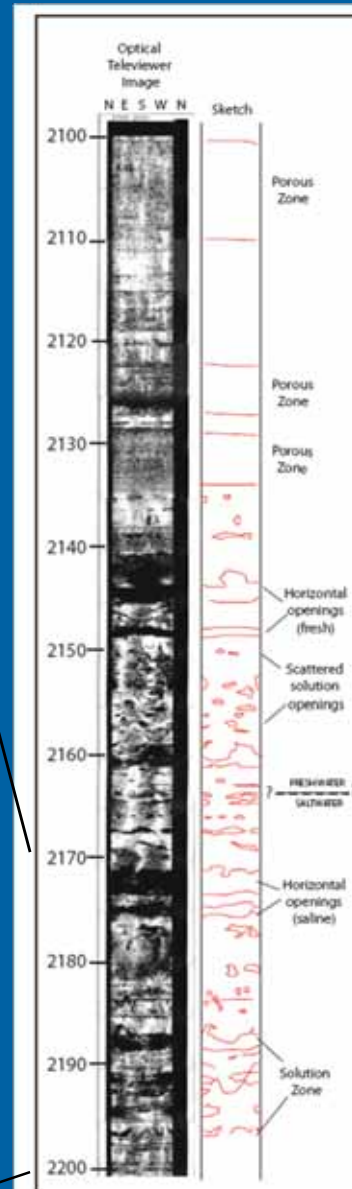 Optical
Televiewer
Image
N E S W N
Sketch
2100
Porous
Zone
2110
2120
Porous
Zone
2130
Porous
Zone
2140
Horizontal
openings
(fresh)
2150
Scattered
solution
openings
2160
FRESHWATER
?
SALTWATER
2170
Horizontal
openings
(saline)
2180
2190
Solution
Zone
2200